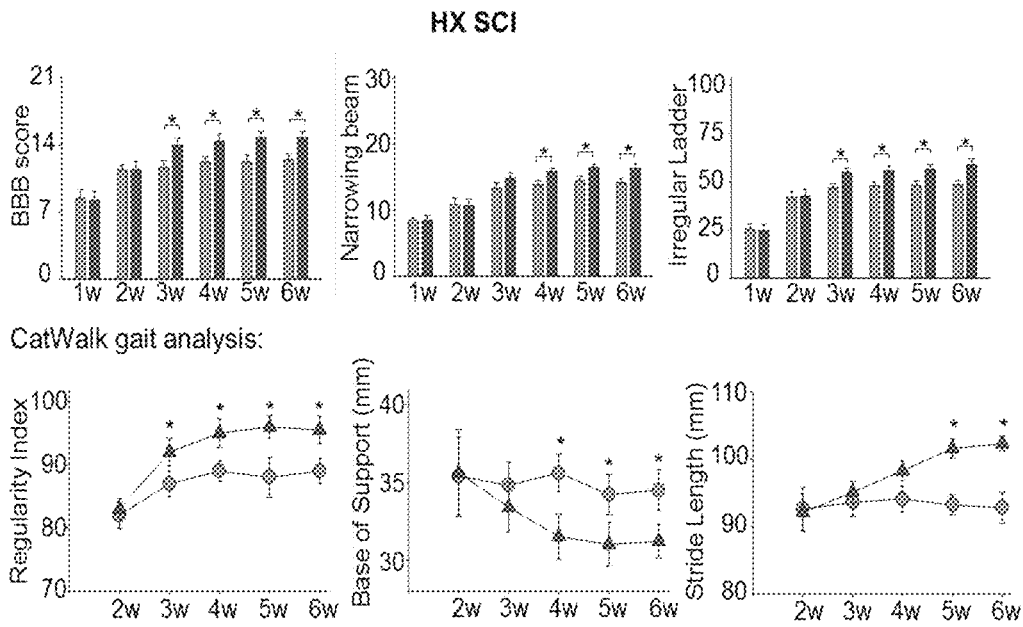 HX SCI
BBB score
21
14
7
0
* * * *
1w 2w 3w 4w 5w 6w
Narrowing beam
30
20
10
0
* * *
1w 2w 3w 4w 5w 6w
Irregular Ladder
100
75
50
25
0
* * * *
1w 2w 3w 4w 5w 6w
CatWalk gait analysis:
Regularity Index
100
90
80
70
* * * *
2w 3w 4w 5w 6w
Base of Support (mm)
40
35
30
* * *
2w 3w 4w 5w 6w
Stride Length (mm)
110
100
90
80
* *
2w 3w 4w 5w 6w